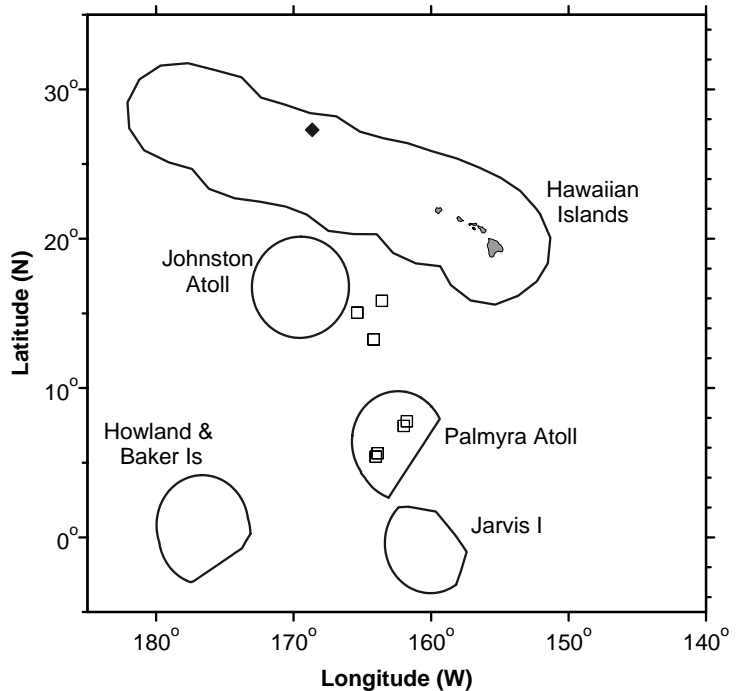 30°
20°
10°
0°
Latitude (N)
Hawaiian
Islands
Johnston
Atoll
Howland &
Baker Is
Palmyra Atoll
Jarvis I
180° 170° 160° 150° 140°
Longitude (W)